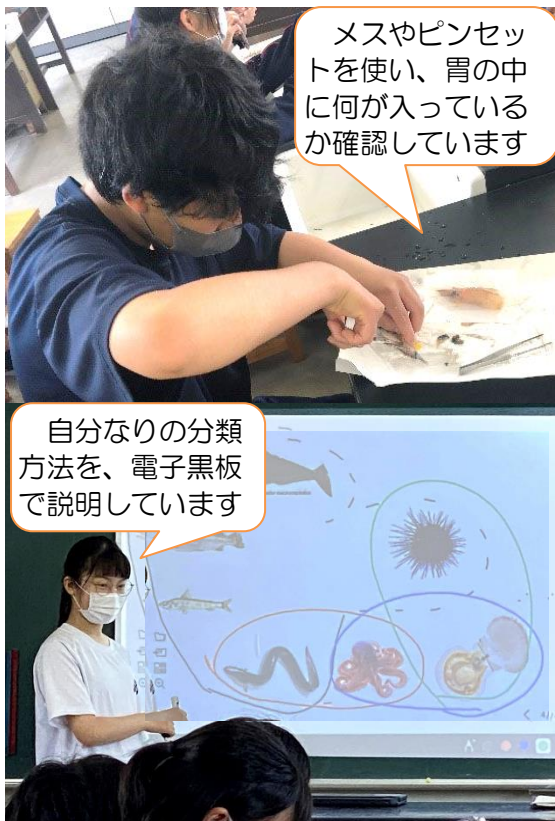 メスやピンセッ
トを使い、胃の中
に何が入っている
か確認しています
自分なりの分類
方法を、電子黒板
で説明しています